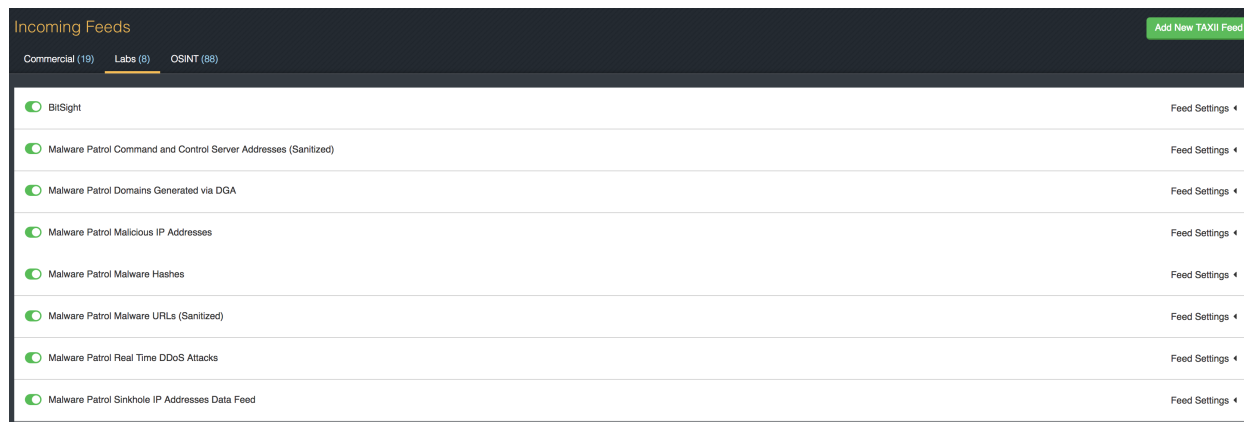 Incoming Feeds
Add New TAXII Feed
Commercial (19) Labs (8) OSINT (88)
BitSight Feed Settings
Malware Patrol Command and Control Server Addresses (Sanitized) Feed Settings
Malware Patrol Domains Generated via DGA Feed Settings
Malware Patrol Malicious IP Addresses Feed Settings
Malware Patrol Malware Hashes Feed Settings
Malware Patrol Malware URLs (Sanitized) Feed Settings
Malware Patrol Real Time DDoS Attacks Feed Settings
Malware Patrol Sinkhole IP Addresses Data Feed Feed Settings